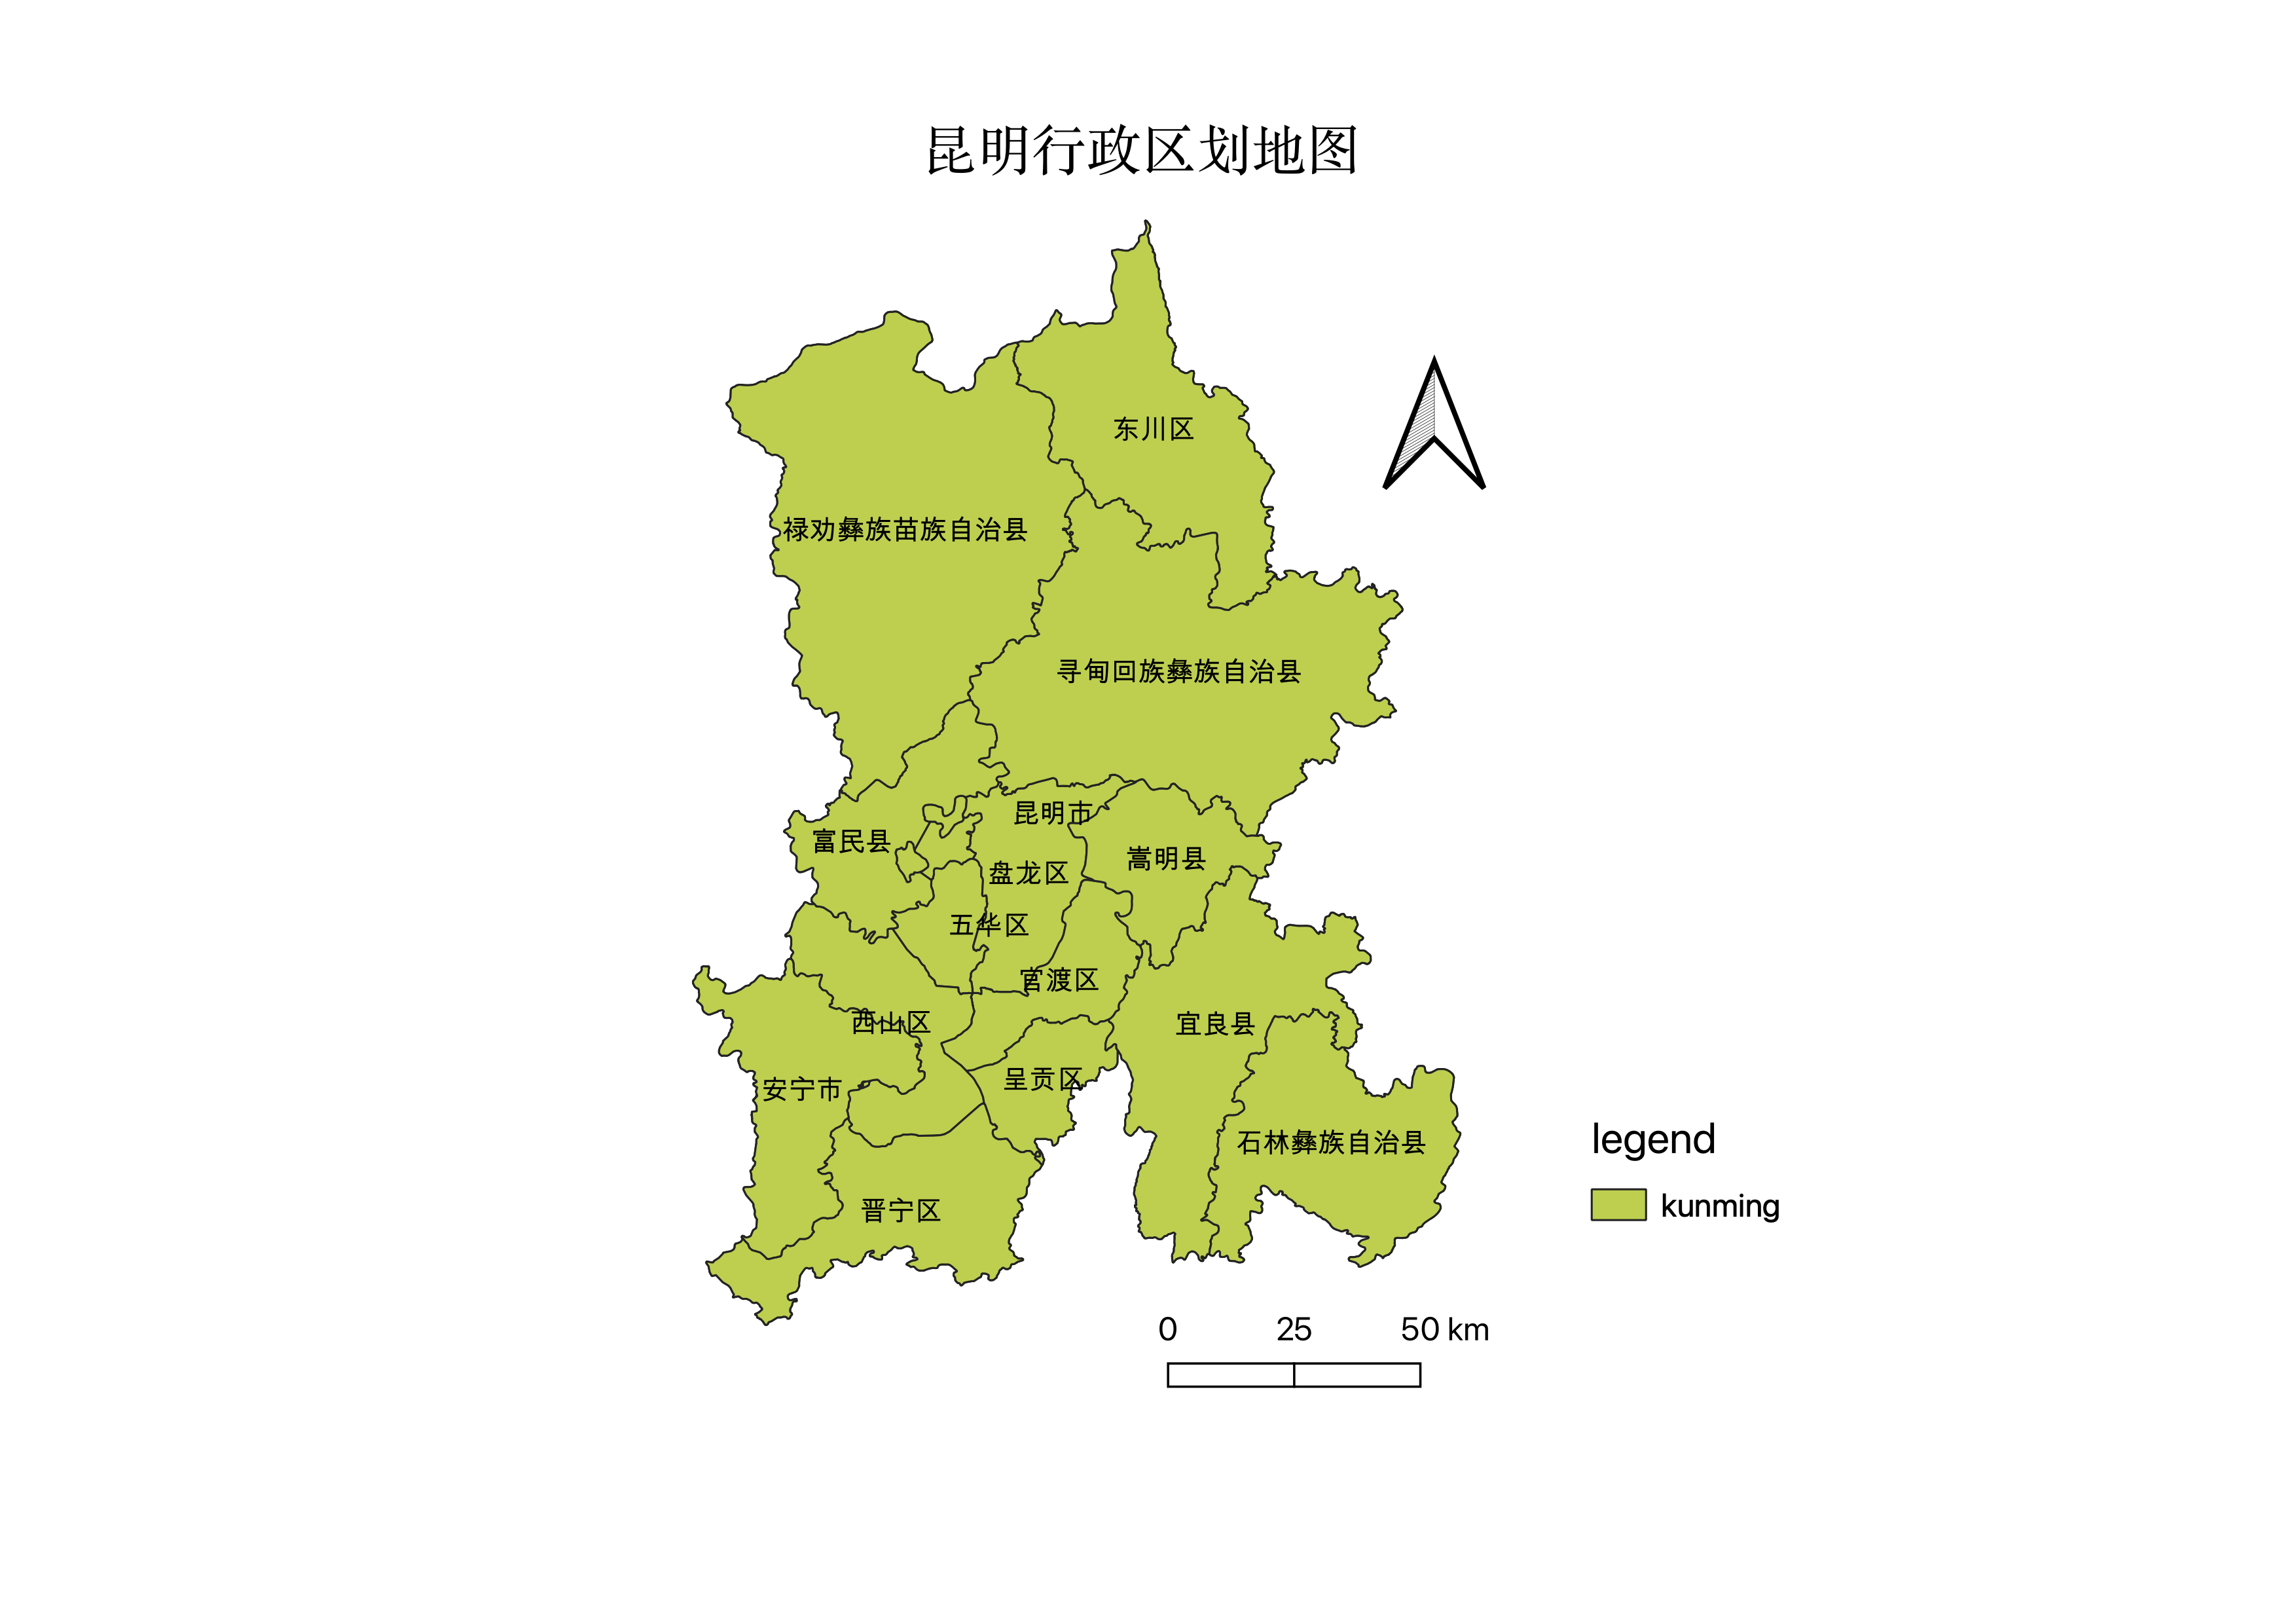 昆明行政区划地图
东川区
禄劝彝族苗族自治县
寻甸回族彝族自治县
昆明市
富民县
嵩明县
盘龙区
五华区
官渡区
西山区
宜良县
呈贡区
安宁市
石林彝族自治县
晋宁区
legend
kunming
0 25 50 km